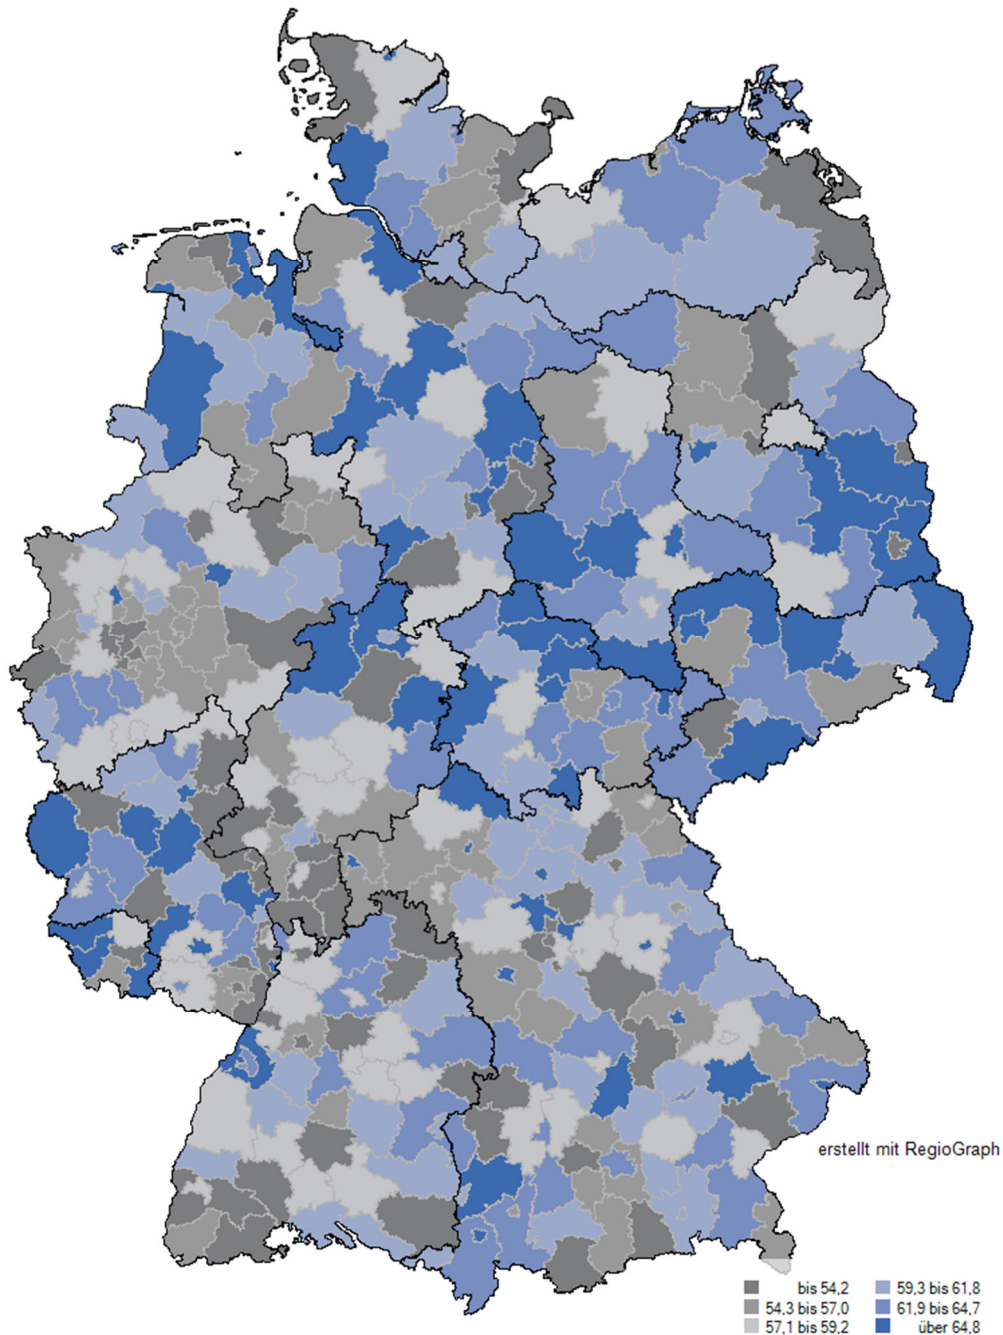 erstellt mit RegioGraph
bis 54,2
54,3 bis 57,0
57,1 bis 59,2
59,3 bis 61,8
61,9 bis 64,7
über 64,8